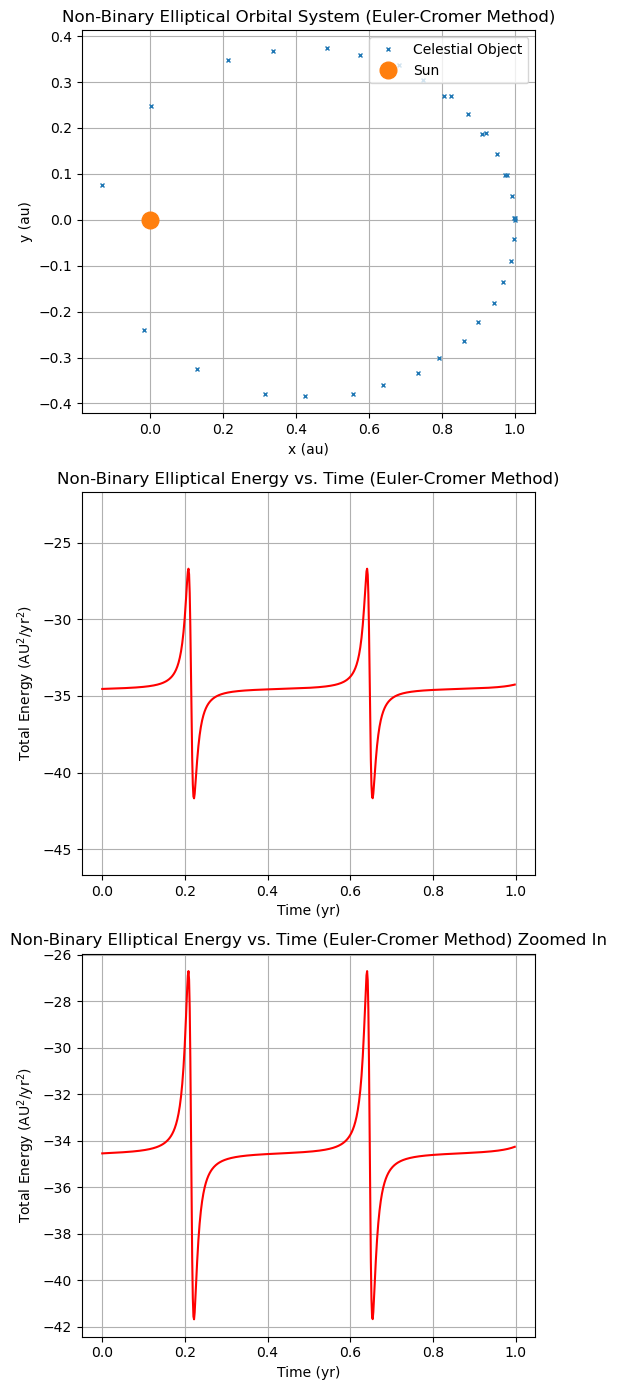 Non-Binary Elliptical Orbital System (Euler-Cromer Method)
0.4
0.3
0.2
0.1
0.0
−0.1
−0.2
−0.3
−0.4
y (au)
Celestial Object
Sun
0.0 0.2 0.4 0.6 0.8 1.0
x (au)
Non-Binary Elliptical Energy vs. Time (Euler-Cromer Method)
−25
−30
−35
−40
−45
Total Energy (AU²/yr²)
0.0 0.2 0.4 0.6 0.8 1.0
Time (yr)
Non-Binary Elliptical Energy vs. Time (Euler-Cromer Method) Zoomed In
−26
−28
−30
−32
−34
−36
−38
−40
−42
Total Energy (AU²/yr²)
0.0 0.2 0.4 0.6 0.8 1.0
Time (yr)